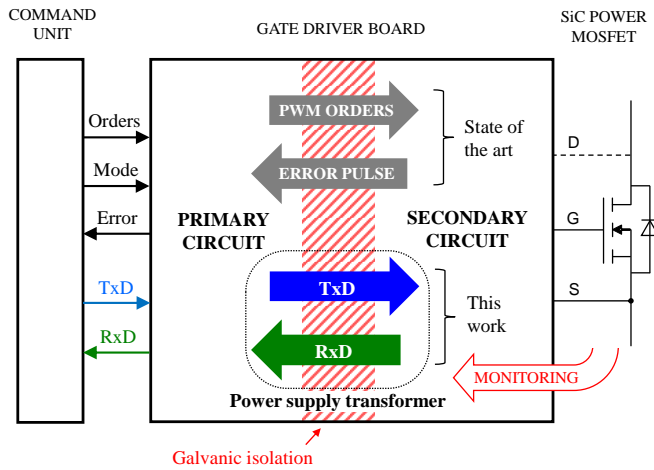 COMMAND
UNIT
GATE DRIVER BOARD
SiC POWER
MOSFET
Orders
Mode
Error
TxD
RxD
PWM ORDERS
ERROR PULSE
State of
the art
PRIMARY
CIRCUIT
SECONDARY
CIRCUIT
TxD
RxD
This
work
Power supply transformer
D
G
S
MONITORING
Galvanic isolation